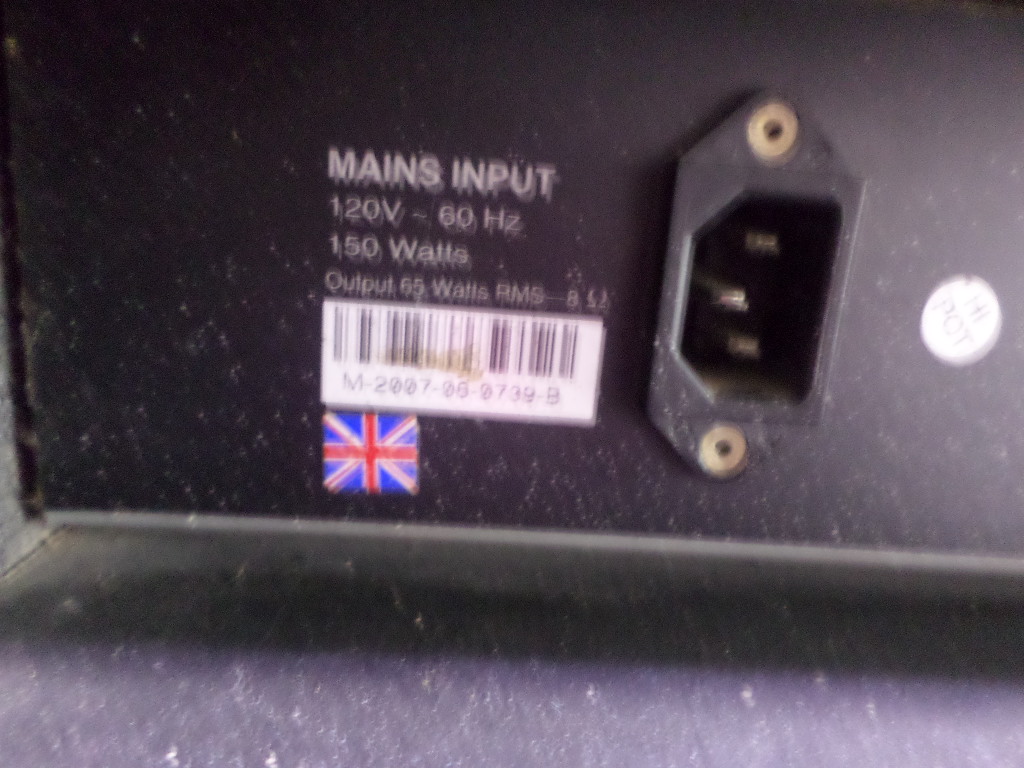 MAINS INPUT
120V ~ 60 Hz
150 Watts
Output 65 Watts RMS - 8 Ω
M-2007-06-0739-B
HI
POT